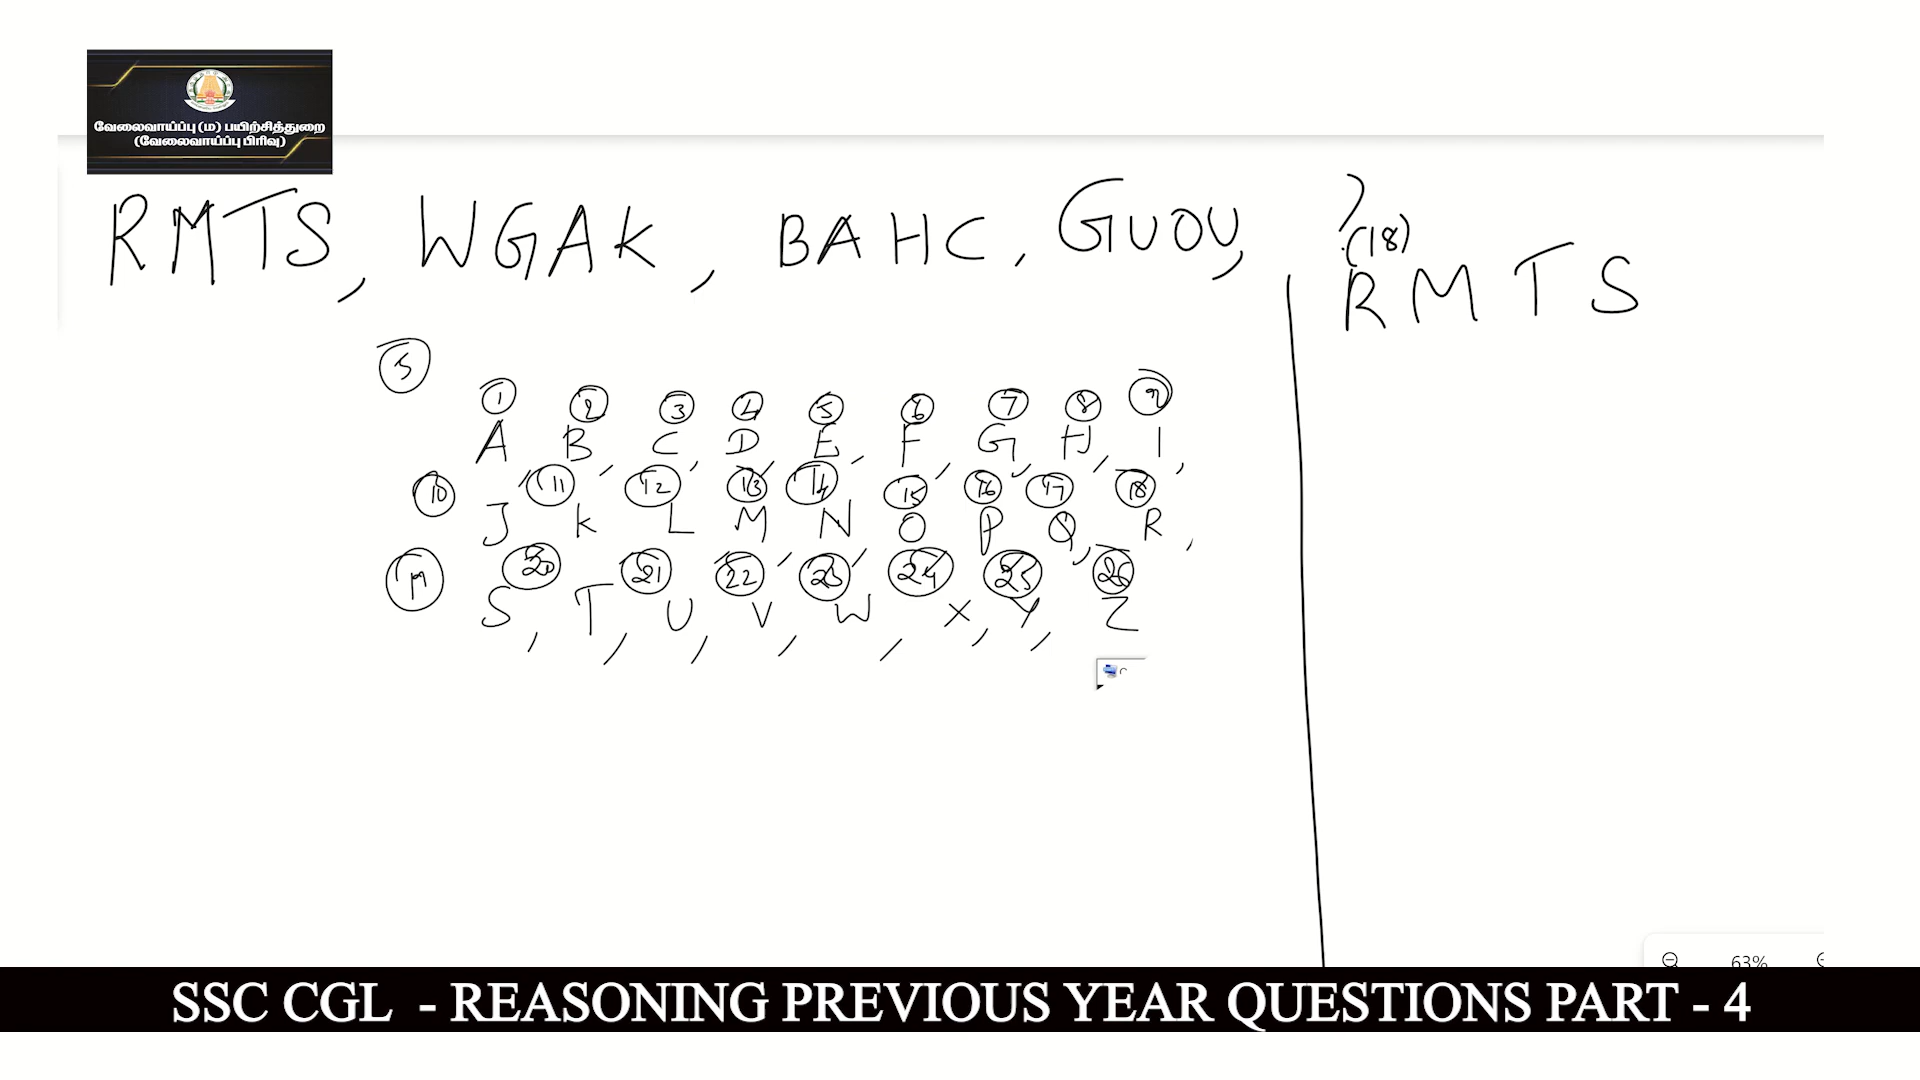 வேலைவாய்ப்பு (ம) பயிற்சித்துறை
(வேலைவாய்ப்பு பிரிவு)
RMTS, WGAK, BAHC, GUOU, ?
(18)
R M T S
5
1 2 3 4 5 6 7 8 9
A B, C, D, E, F, G, H, I,
10 11 12 13 14 15 16 17 18
J K L M N O P Q, R,
19 20 21 22 23 24 25 26
S, T, U, V, W, X, Y, Z
63%
SSC CGL - REASONING PREVIOUS YEAR QUESTIONS PART - 4